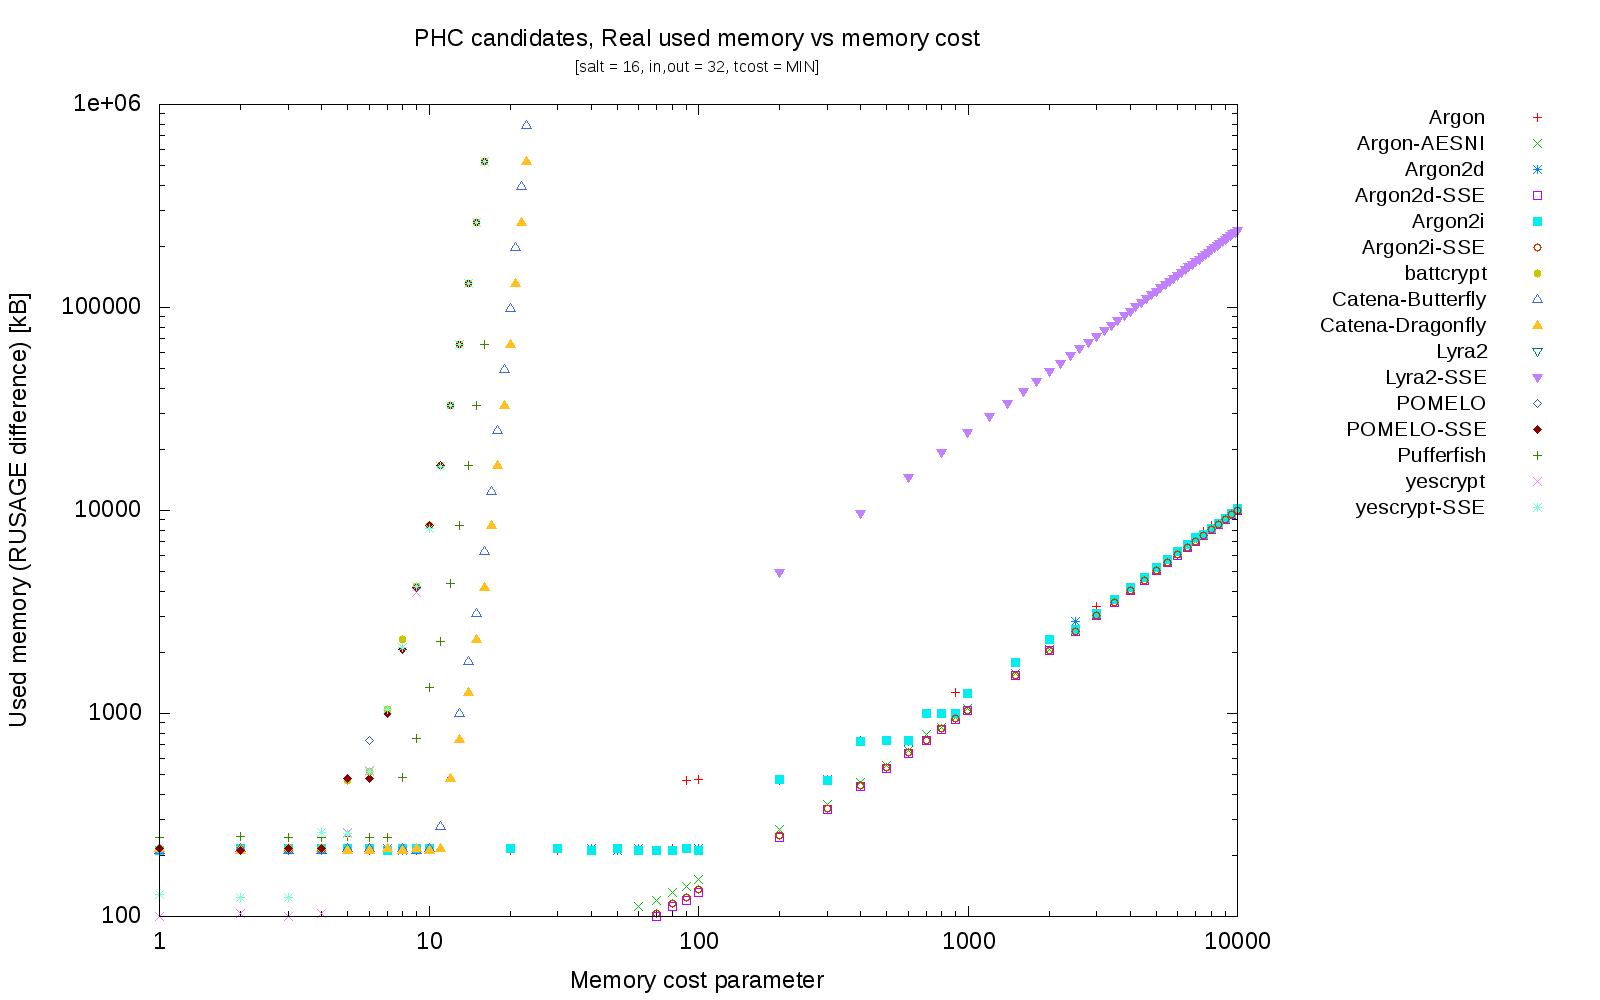 PHC candidates, Real used memory vs memory cost
[salt = 16, in,out = 32, tcost = MIN]
Used memory (RUSAGE difference) [kB]
1e+06
100000
10000
1000
100
1 10 100 1000 10000
Memory cost parameter
Argon
Argon-AESNI
Argon2d
Argon2d-SSE
Argon2i
Argon2i-SSE
battcrypt
Catena-Butterfly
Catena-Dragonfly
Lyra2
Lyra2-SSE
POMELO
POMELO-SSE
Pufferfish
yescrypt
yescrypt-SSE